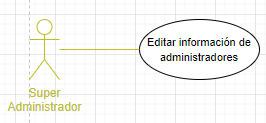 Editar información de
administradores
Super
Administrador